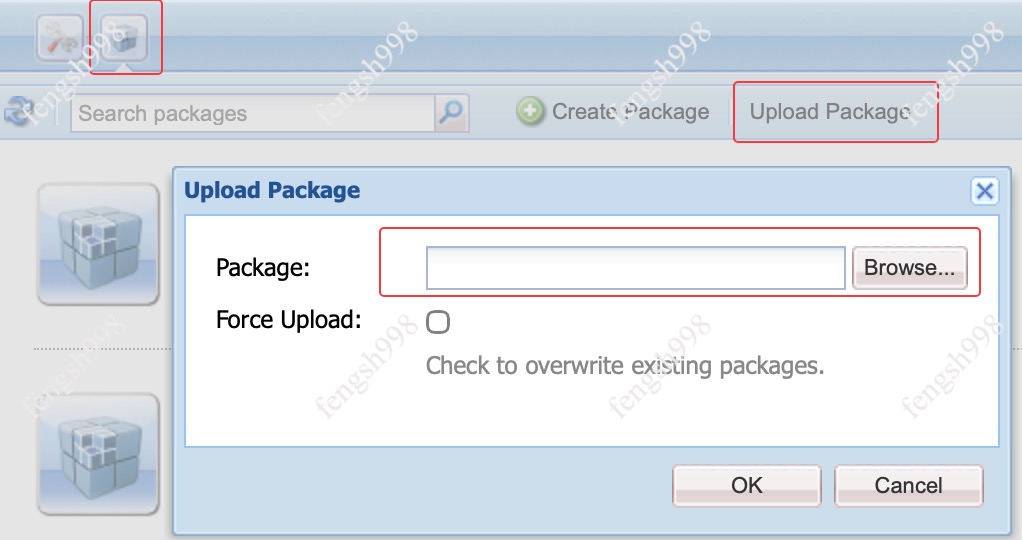 Search packages Create Package Upload Package
Upload Package
Package: Browse...
Force Upload:
Check to overwrite existing packages.
OK Cancel
fengsh998
fengsh998
fengsh998
fengsh998
fengsh998
fengsh998
fengsh998
fengsh998